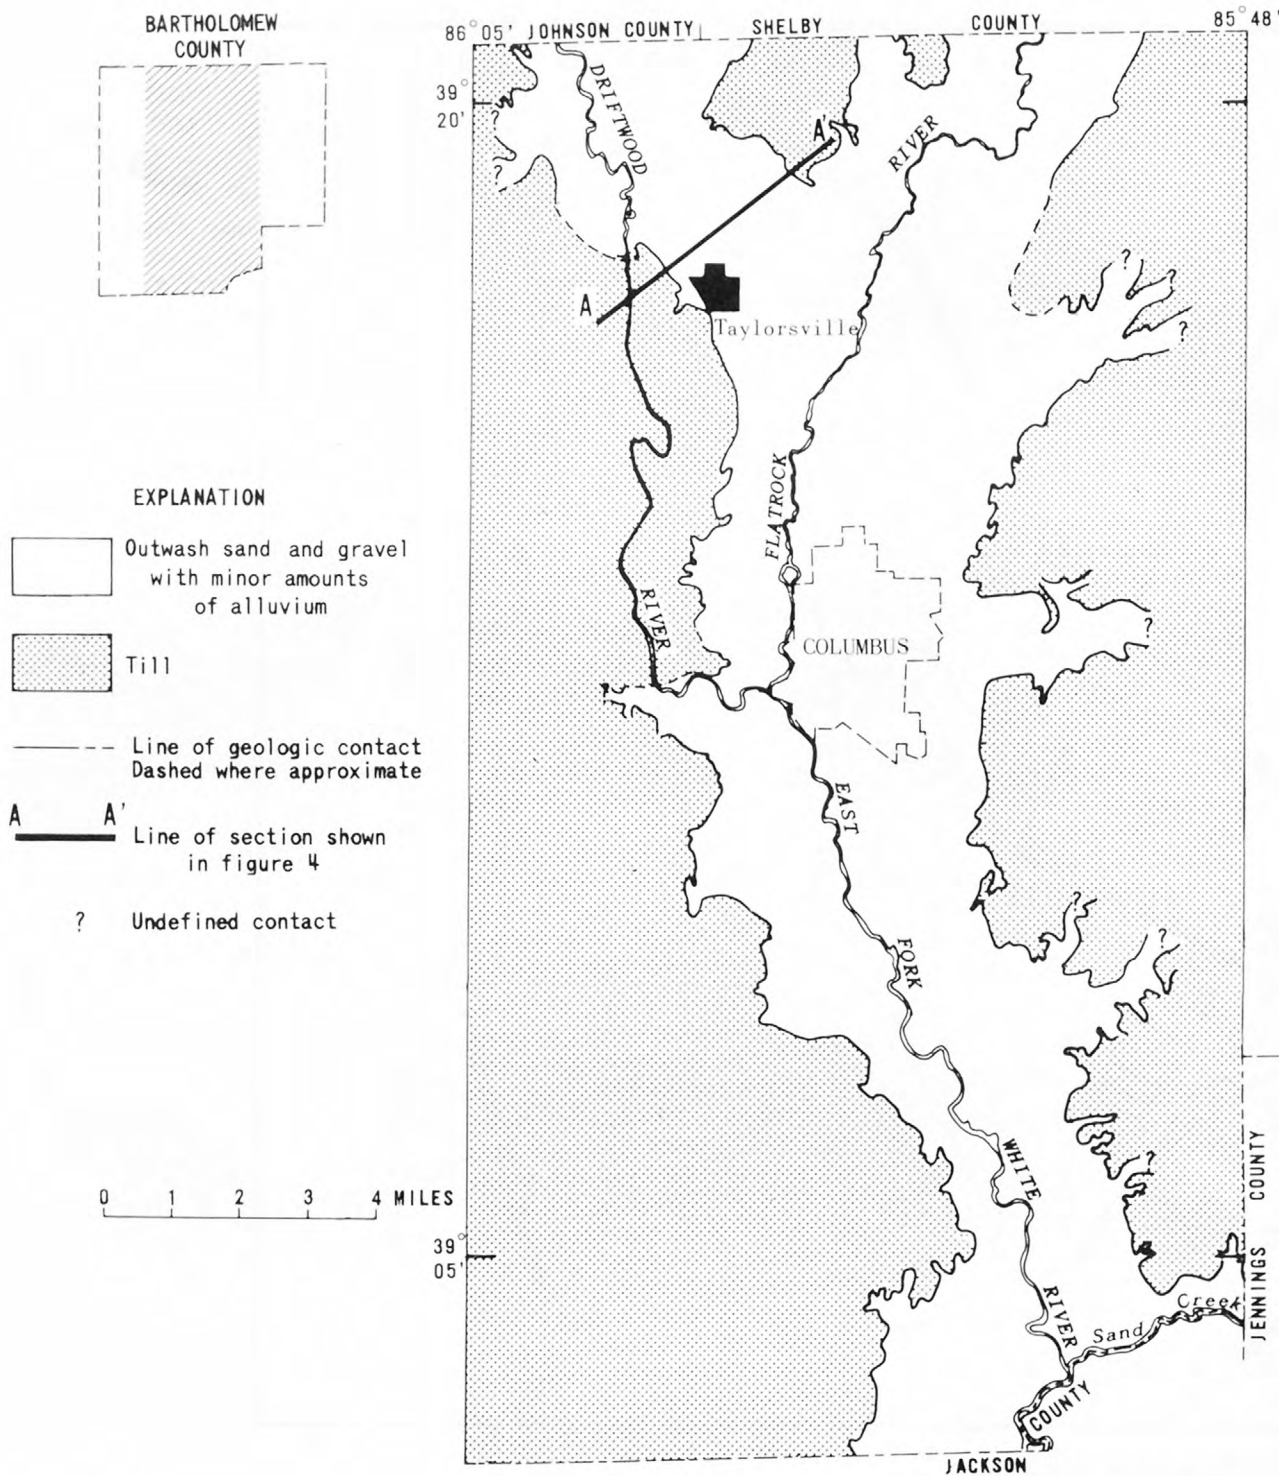 BARTHOLOMEW
COUNTY
86°05' JOHNSON COUNTY SHELBY COUNTY 85°48'
39°
20'
DRIFTWOOD
RIVER
A'
A
Taylorsville
FLATROCK
RIVER
COLUMBUS
EAST
FORK
WHITE
RIVER
39°
05'
Sand Creek
JENNINGS COUNTY
COUNTY
JACKSON
?
?
?
?
?
?
?
?
?
EXPLANATION
Outwash sand and gravel
with minor amounts
of alluvium
Till
Line of geologic contact
Dashed where approximate
A A'
Line of section shown
in figure 4
? Undefined contact
0 1 2 3 4 MILES